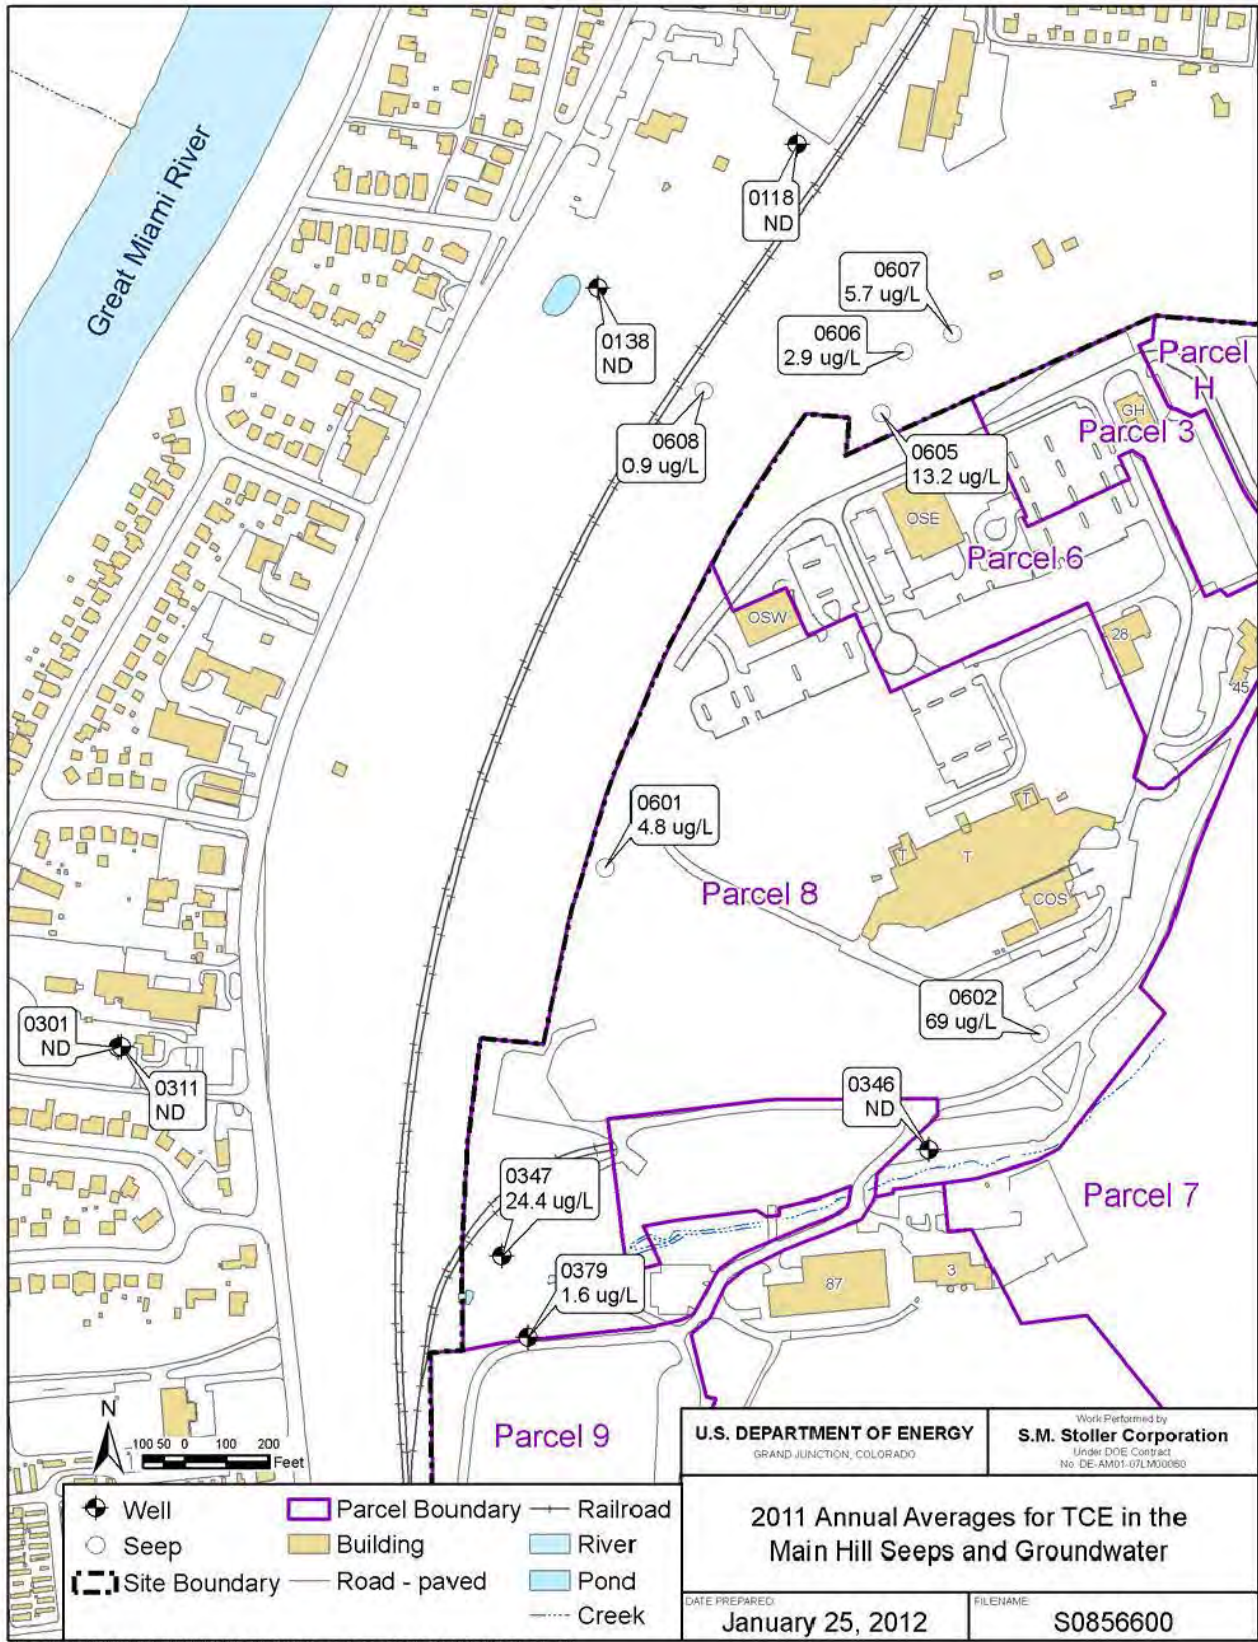 Great Miami River
0118
ND
0607
5.7 ug/L
0138
ND
0606
2.9 ug/L
Parcel
H
GH
Parcel 3
0608
0.9 ug/L
0605
13.2 ug/L
OSE
Parcel 6
OSW
28
45
0601
4.8 ug/L
T
T
T
Parcel 8
COS
0602
69 ug/L
0301
ND
0311
ND
0346
ND
0347
24.4 ug/L
Parcel 7
0379
1.6 ug/L
87
3
Parcel 9
N
100 50 0 100 200
Feet
Well
Seep
Site Boundary
Parcel Boundary
Building
Road - paved
Railroad
River
Pond
Creek
U.S. DEPARTMENT OF ENERGY
GRAND JUNCTION, COLORADO
Work Performed by
S.M. Stoller Corporation
Under DOE Contract
No. DE-AM01-07LM00060
2011 Annual Averages for TCE in the
Main Hill Seeps and Groundwater
DATE PREPARED:
January 25, 2012
FILENAME:
S0856600